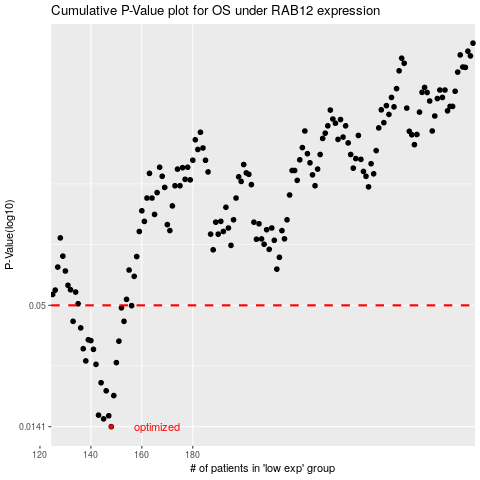 Cumulative P-Value plot for OS under RAB12 expression
P-Value(log10)
0.05
0.0141
optimized
120 140 160 180
# of patients in 'low exp' group